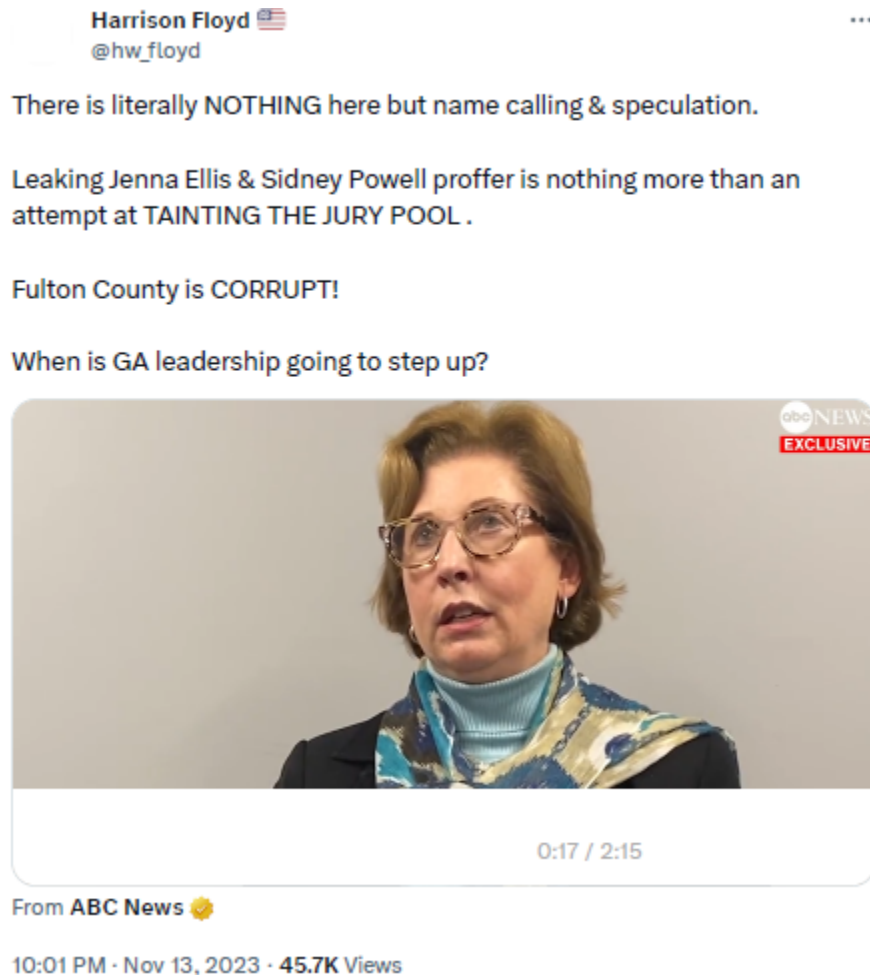 Harrison Floyd
@hw_floyd
There is literally NOTHING here but name calling & speculation.
Leaking Jenna Ellis & Sidney Powell proffer is nothing more than an
attempt at TAINTING THE JURY POOL .
Fulton County is CORRUPT!
When is GA leadership going to step up?
abc NEWS
EXCLUSIVE
0:17 / 2:15
From ABC News
10:01 PM · Nov 13, 2023 · 45.7K Views